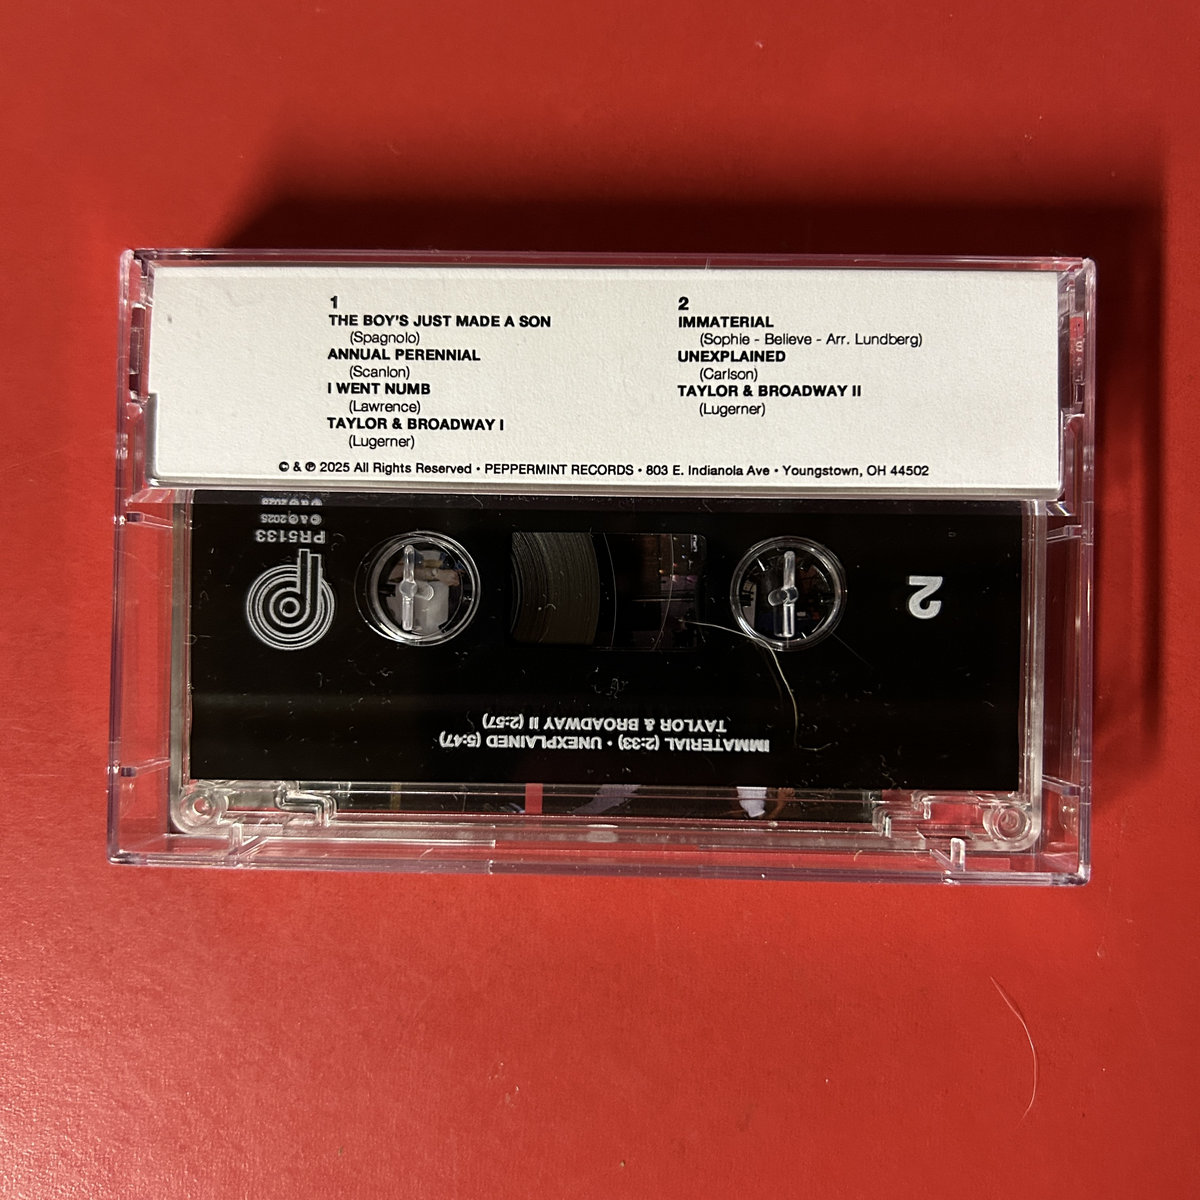 1
THE BOY'S JUST MADE A SON
(Spagnolo)
ANNUAL PERENNIAL
(Scanlon)
I WENT NUMB
(Lawrence)
TAYLOR & BROADWAY I
(Lugerner)
2
IMMATERIAL
(Sophie - Believe - Arr. Lundberg)
UNEXPLAINED
(Carlson)
TAYLOR & BROADWAY II
(Lugerner)
© & ℗ 2025 All Rights Reserved • PEPPERMINT RECORDS • 803 E. Indianola Ave • Youngstown, OH 44502
PR5133
© & ℗ 2025
2
IMMATERIAL (2:33) • UNEXPLAINED (5:47)
TAYLOR & BROADWAY II (2:57)